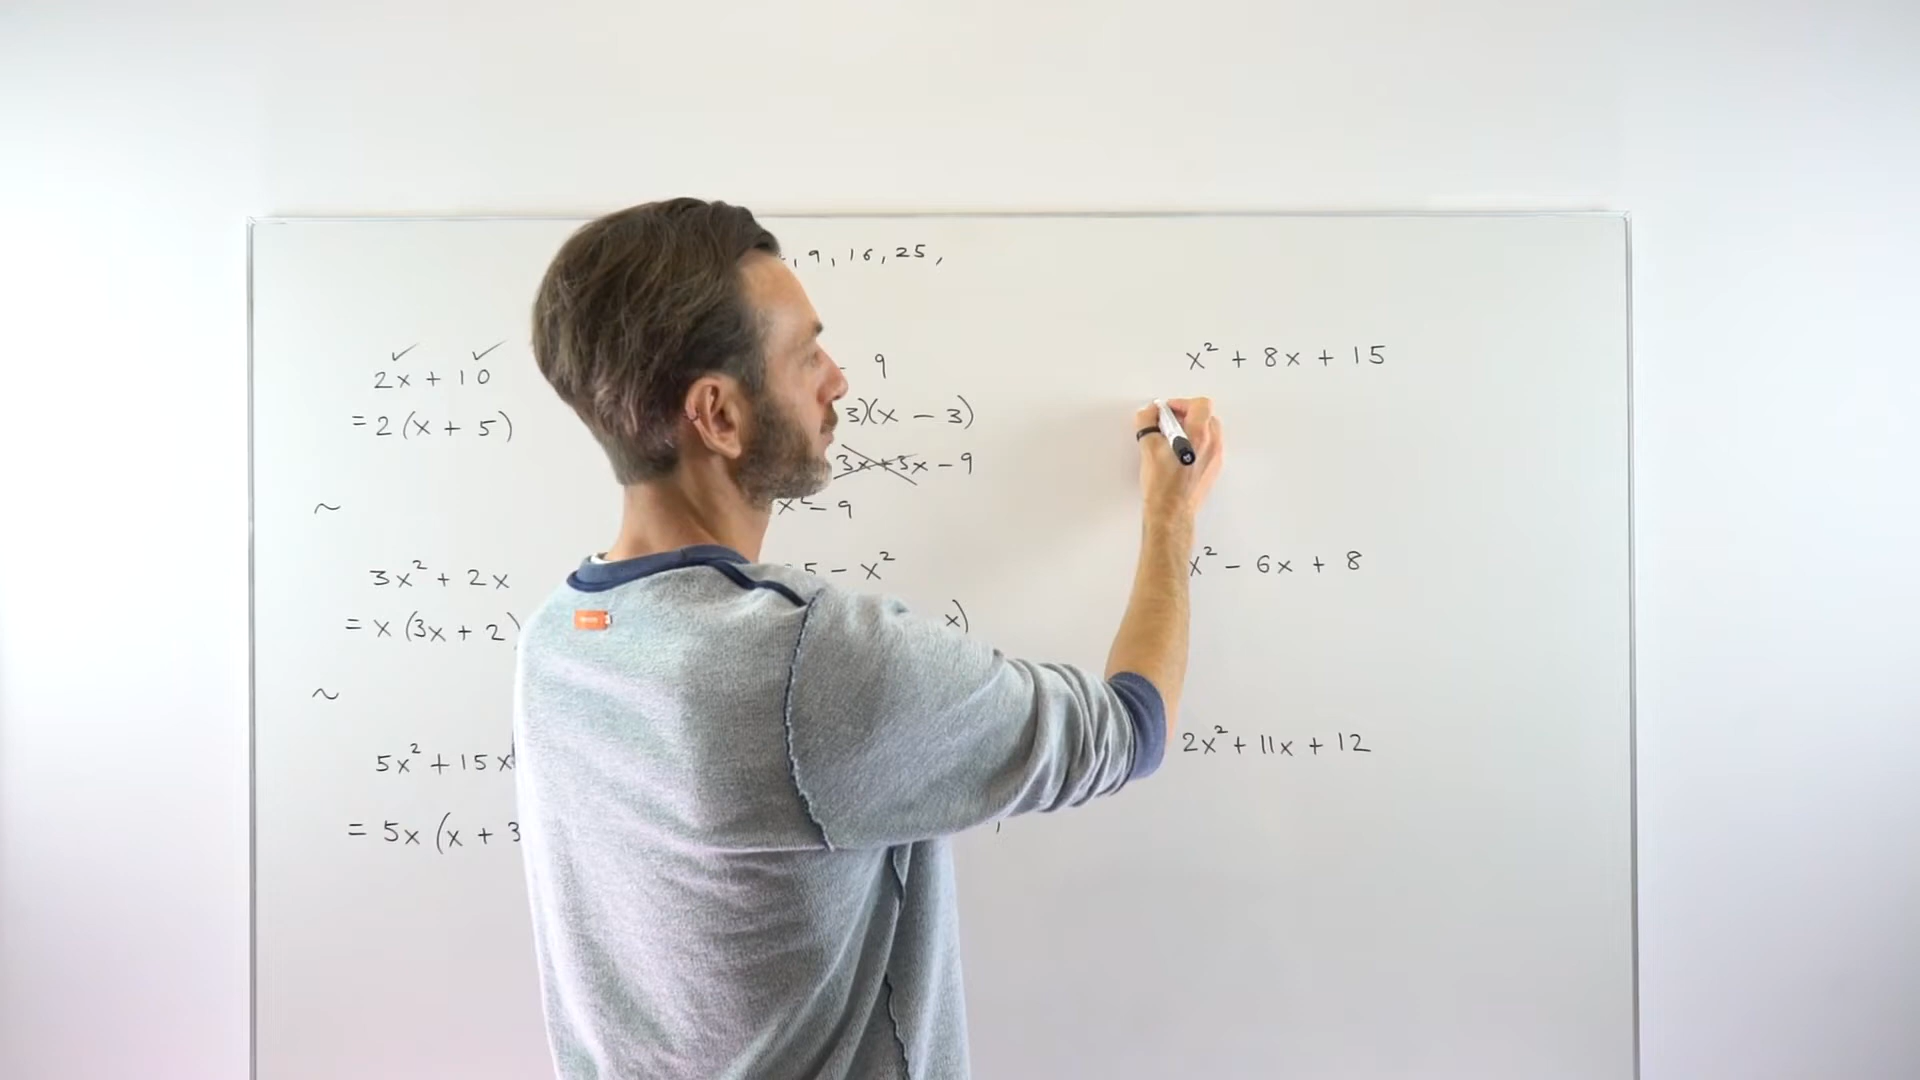 , 9, 16, 25,
2x + 10
= 2(x + 5)
~
3x² + 2x
= x(3x + 2)
~
5x² + 15x
= 5x(x + 3
- 9
3)(x - 3)
3x+3x - 9
x² - 9
5 - x²
x)
x² + 8x + 15
x² - 6x + 8
2x² + 11x + 12